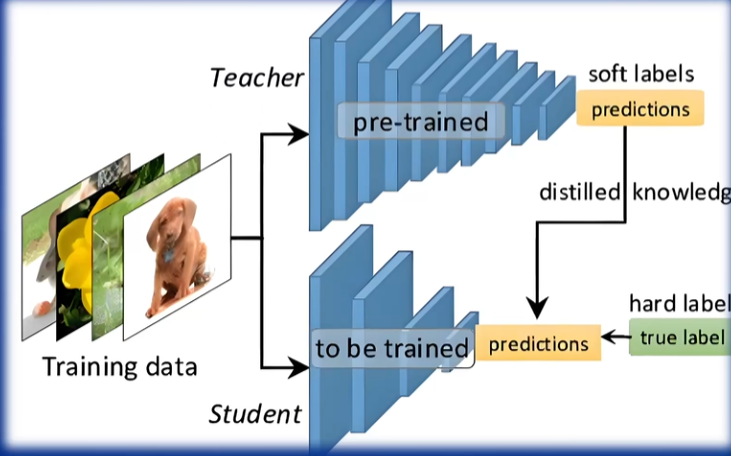 Teacher
pre-trained
soft labels
predictions
distilled knowledg
Training data
to be trained
predictions
hard label
true label
Student